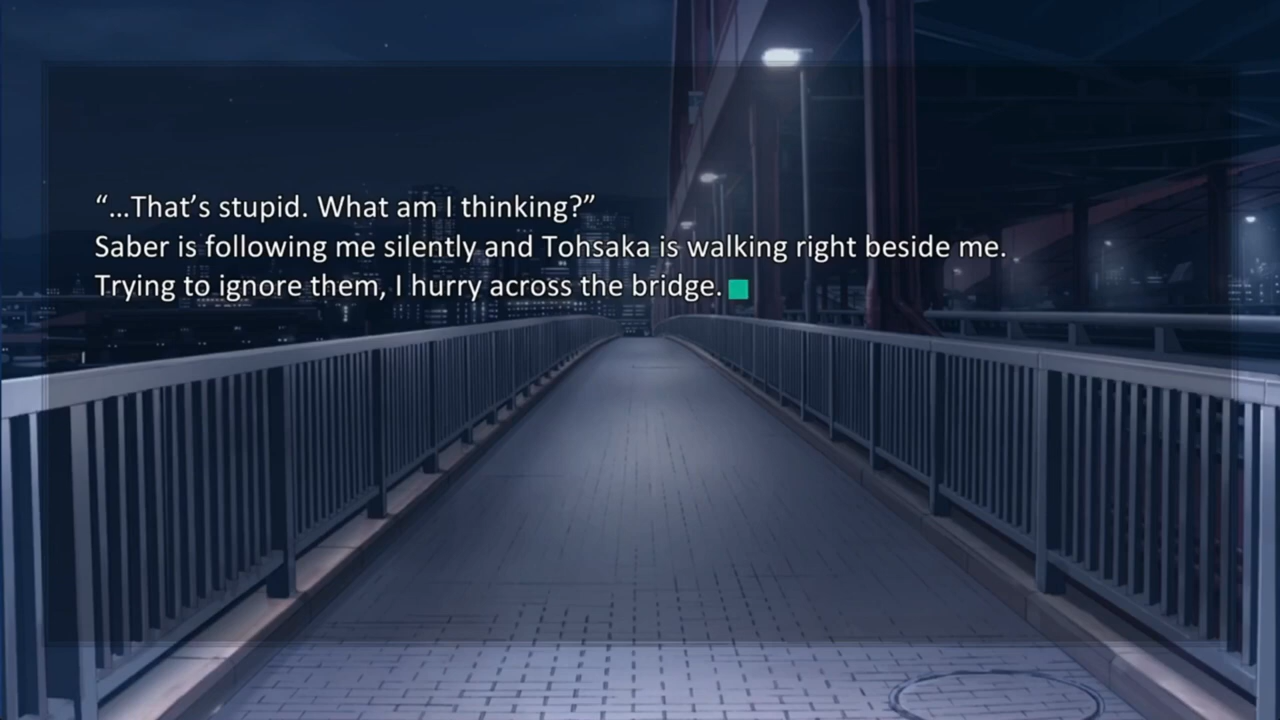 “...That’s stupid. What am I thinking?”
Saber is following me silently and Tohsaka is walking right beside me.
Trying to ignore them, I hurry across the bridge.